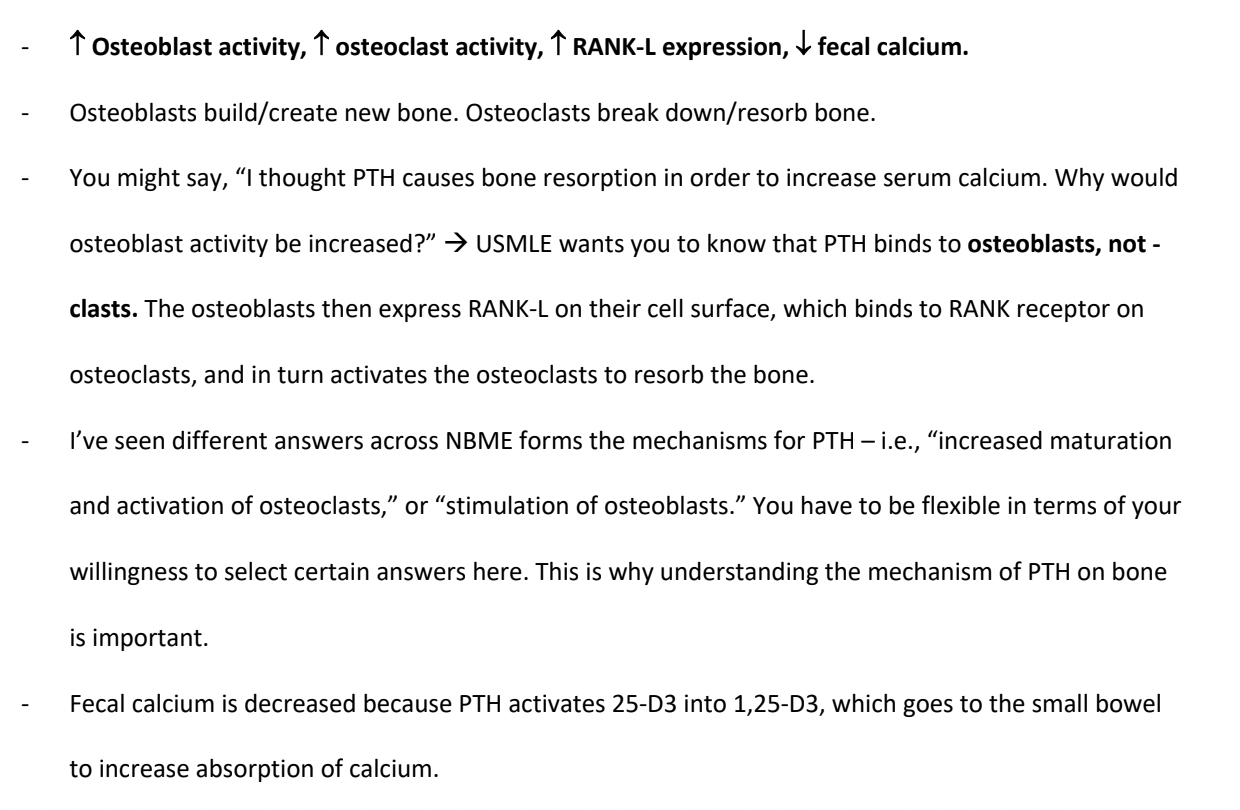 - ↑ Osteoblast activity, ↑ osteoclast activity, ↑ RANK-L expression, ↓ fecal calcium.
- Osteoblasts build/create new bone. Osteoclasts break down/resorb bone.
- You might say, “I thought PTH causes bone resorption in order to increase serum calcium. Why would
osteoblast activity be increased?” → USMLE wants you to know that PTH binds to osteoblasts, not -
clasts. The osteoblasts then express RANK-L on their cell surface, which binds to RANK receptor on
osteoclasts, and in turn activates the osteoclasts to resorb the bone.
- I’ve seen different answers across NBME forms the mechanisms for PTH – i.e., “increased maturation
and activation of osteoclasts,” or “stimulation of osteoblasts.” You have to be flexible in terms of your
willingness to select certain answers here. This is why understanding the mechanism of PTH on bone
is important.
- Fecal calcium is decreased because PTH activates 25-D3 into 1,25-D3, which goes to the small bowel
to increase absorption of calcium.